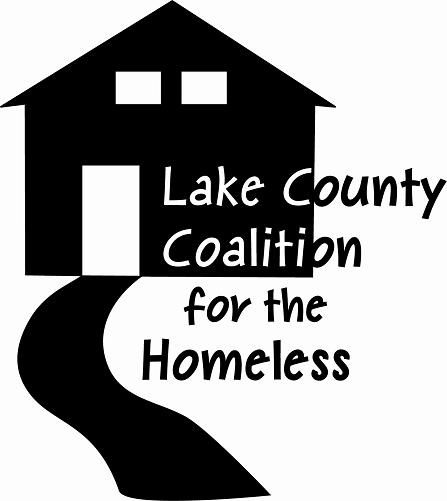 Lake County
Coalition
for the
Homeless